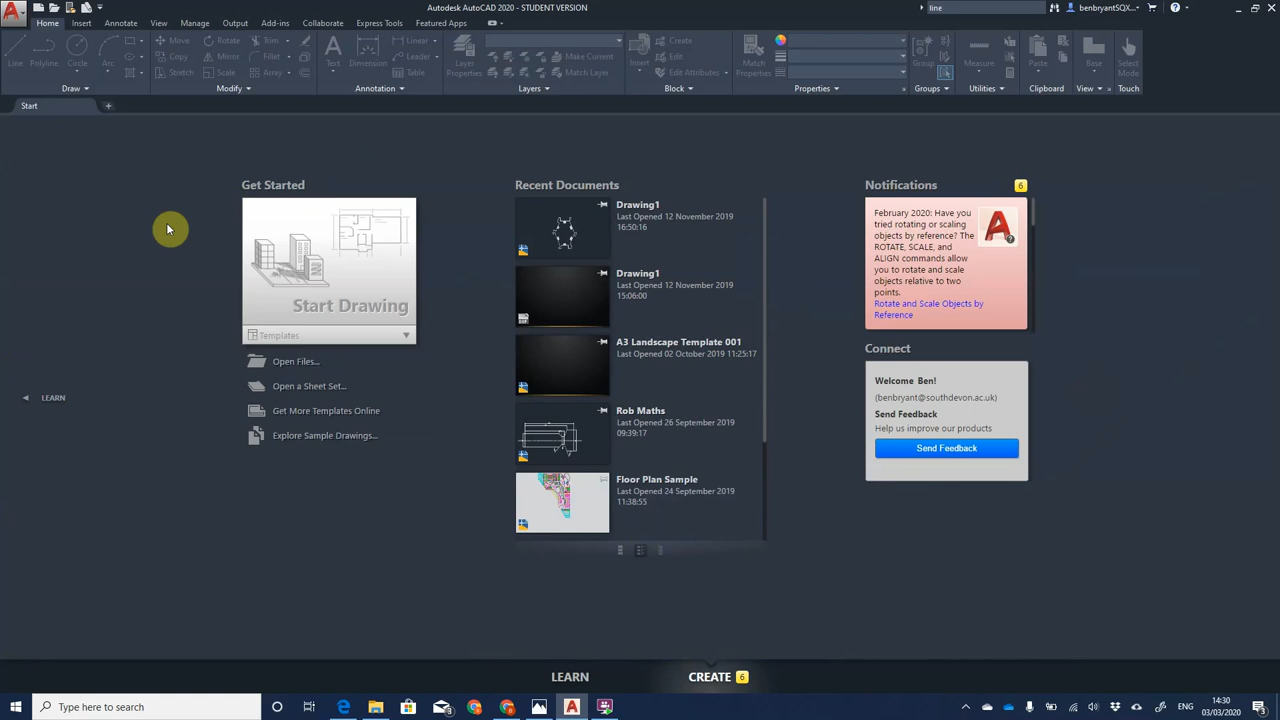 Autodesk AutoCAD 2020 - STUDENT VERSION
line
benbryantSQX...
Home Insert Annotate View Manage Output Add-ins Collaborate Express Tools Featured Apps
Line Polyline Circle Arc
Move Rotate Trim
Copy Mirror Fillet
Stretch Scale Array
Text Dimension
Linear
Leader
Table
Layer
Properties
Make Current
Match Layer
Insert
Create
Edit
Edit Attributes
Match
Properties
Group
Measure
Paste
Base
Select
Mode
Draw Modify Annotation Layers Block Properties Groups Utilities Clipboard View Touch
Start
Get Started
Start Drawing
Templates
Open Files...
Open a Sheet Set...
Get More Templates Online
Explore Sample Drawings...
LEARN
Recent Documents
Drawing1
Last Opened 12 November 2019
16:50:16
Drawing1
Last Opened 12 November 2019
15:06:00
A3 Landscape Template 001
Last Opened 02 October 2019 11:25:17
Rob Maths
Last Opened 26 September 2019
09:39:17
Floor Plan Sample
Last Opened 24 September 2019
11:38:55
Notifications 6
February 2020: Have you
tried rotating or scaling
objects by reference? The
ROTATE, SCALE, and
ALIGN commands allow
you to rotate and scale
objects relative to two
points.
Rotate and Scale Objects by
Reference
Connect
Welcome Ben!
(benbryant@southdevon.ac.uk)
Send Feedback
Help us improve our products
Send Feedback
LEARN CREATE 6
Type here to search
ENG
14:30
03/03/2020